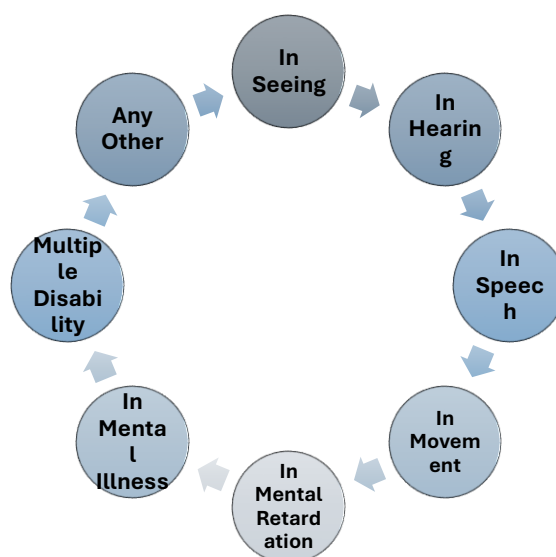 In
Seeing
In
Hearin
g
In
Speec
h
In
Movem
ent
In
Mental
Retard
ation
In
Menta
l
Illness
Multip
le
Disabi
lity
Any
Other